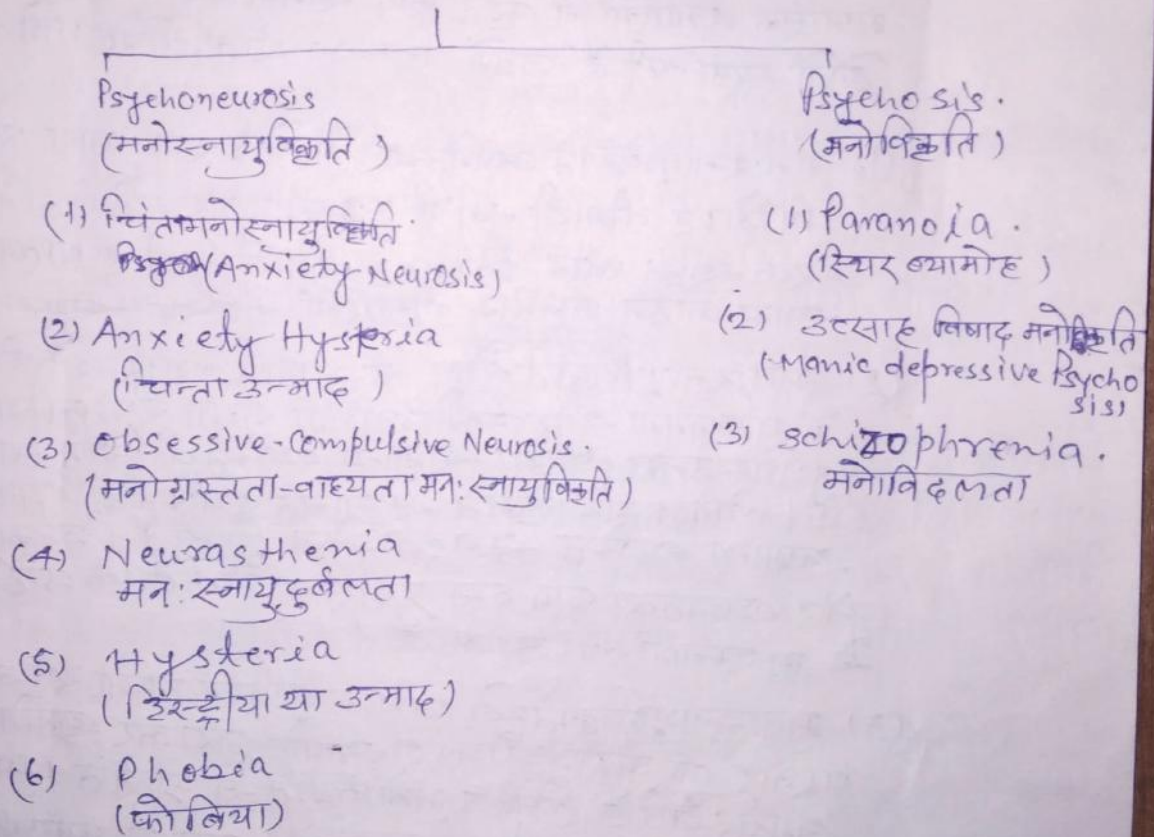 Psychoneurosis
(मनोस्नायुविकृति)
(1) चिंतामनोस्नायुविकृति.
(Anxiety Neurosis)
(2) Anxiety Hysteria
(चिन्ता उन्माद)
(3) Obsessive-Compulsive Neurosis.
(मनोग्रस्तता-वाध्यता मन: स्नायुविकृति)
(4) Neurasthenia
मन: स्नायुदुर्बलता
(5) Hysteria
(हिस्ट्रीया या उन्माद)
(6) Phobia
(फोबिया)
Psychosis.
(मनोविकृति)
(1) Paranoia.
(स्थिर व्यामोह)
(2) उत्साह विषाद मनोविकृति
(Manic depressive Psycho
sis)
(3) Schizophrenia.
मनोविदलता